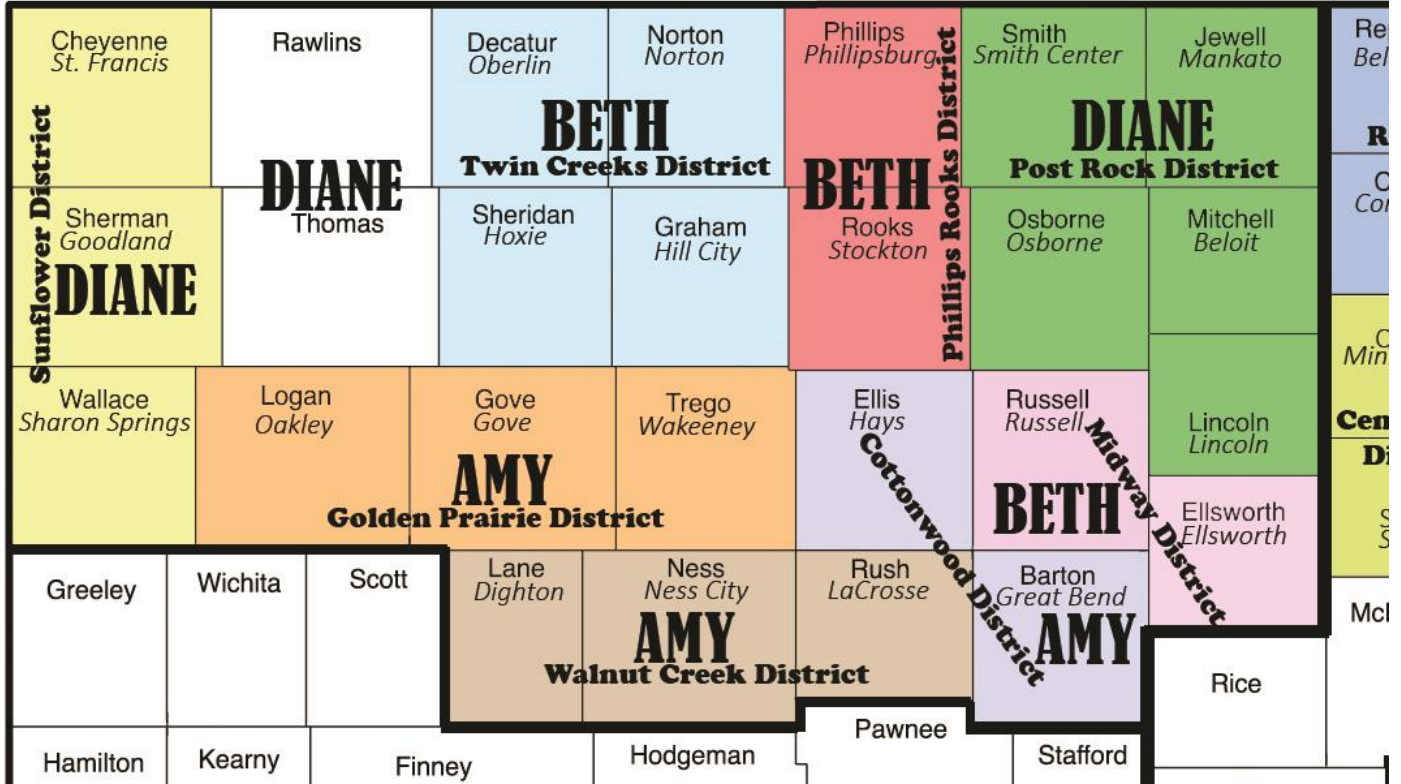 Cheyenne
St. Francis
Rawlins
Decatur
Oberlin
Norton
Norton
Phillips
Phillipsburg
Smith
Smith Center
Jewell
Mankato
Sunflower District
DIANE
BETH
Twin Creeks District
BETH
Phillips Rooks District
DIANE
Post Rock District
R
Sherman
Goodland
DIANE
Thomas
Sheridan
Hoxie
Graham
Hill City
Rooks
Stockton
Osborne
Osborne
Mitchell
Beloit
Wallace
Sharon Springs
Logan
Oakley
Gove
Gove
Trego
Wakeeney
AMY
Golden Prairie District
Ellis
Hays
Cottonwood District
Russell
Russell
BETH
Midway District
Lincoln
Lincoln
Ellsworth
Ellsworth
Min
Cen
Di
Greeley
Wichita
Scott
Lane
Dighton
Ness
Ness City
AMY
Walnut Creek District
Rush
LaCrosse
Barton
Great Bend
AMY
Rice
Hamilton
Kearny
Finney
Hodgeman
Pawnee
Stafford